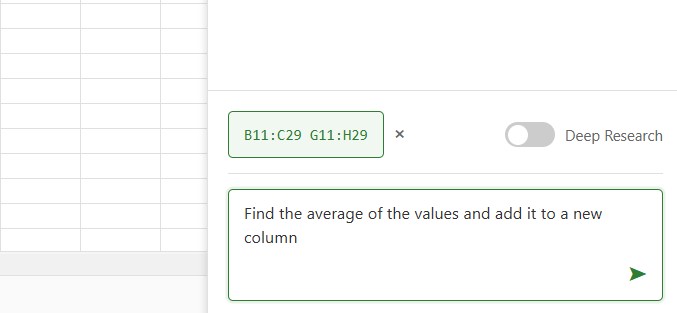 B11:C29 G11:H29 ×
Deep Research
Find the average of the values and add it to a new
column